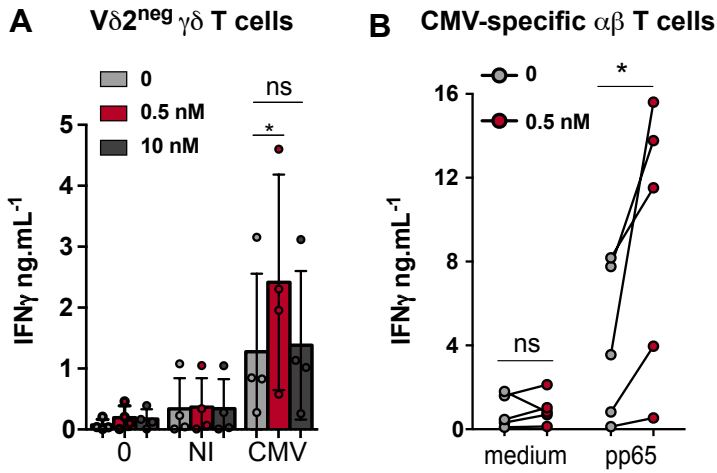 A
Vδ2neg γδ T cells
0
0.5 nM
10 nM
ns
*
5
4
3
2
1
0
IFNγ ng.mL-1
0 NI CMV
B
CMV-specific αβ T cells
0
0.5 nM
*
ns
16
12
8
4
0
IFNγ ng.mL-1
medium pp65